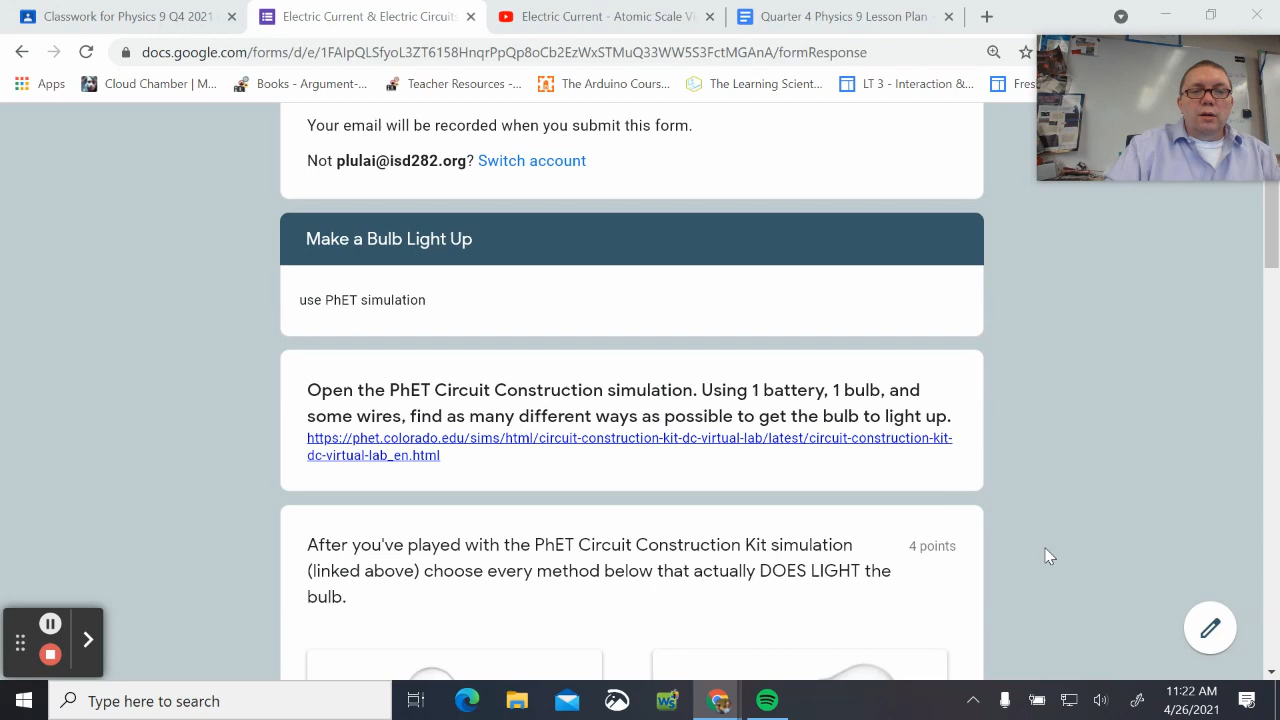 Classwork for Physics 9 Q4 2021
Electric Current & Electric Circuits
Electric Current - Atomic Scale Vi
Quarter 4 Physics 9 Lesson Plan -
Apps
Cloud Chamber | M...
Books - Argument-...
Teacher Resources -...
The Arduino Cours...
The Learning Scient...
LT 3 - Interaction &...
Fres
Your email will be recorded when you submit this form.
Not plulai@isd282.org? Switch account
Make a Bulb Light Up
use PhET simulation
Open the PhET Circuit Construction simulation. Using 1 battery, 1 bulb, and
some wires, find as many different ways as possible to get the bulb to light up.
https://phet.colorado.edu/sims/html/circuit-construction-kit-dc-virtual-lab/latest/circuit-construction-kit-
dc-virtual-lab_en.html
After you've played with the PhET Circuit Construction Kit simulation
4 points
(linked above) choose every method below that actually DOES LIGHT the
bulb.
Type here to search
11:22 AM
4/26/2021